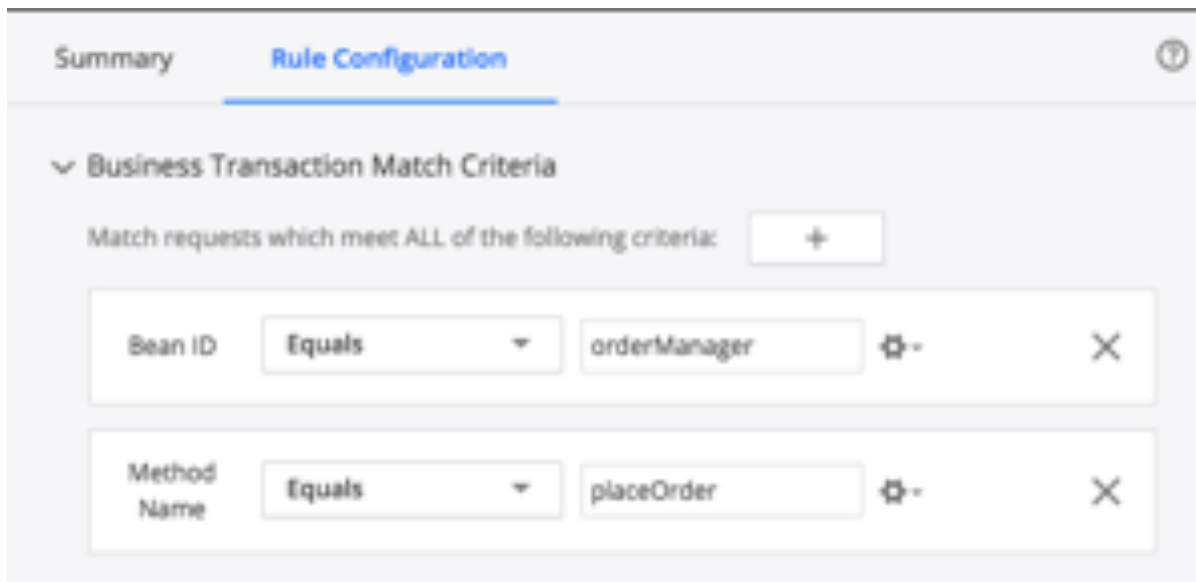 Summary Rule Configuration
Business Transaction Match Criteria
Match requests which meet ALL of the following criteria: +
Bean ID Equals orderManager
Method
Name Equals placeOrder